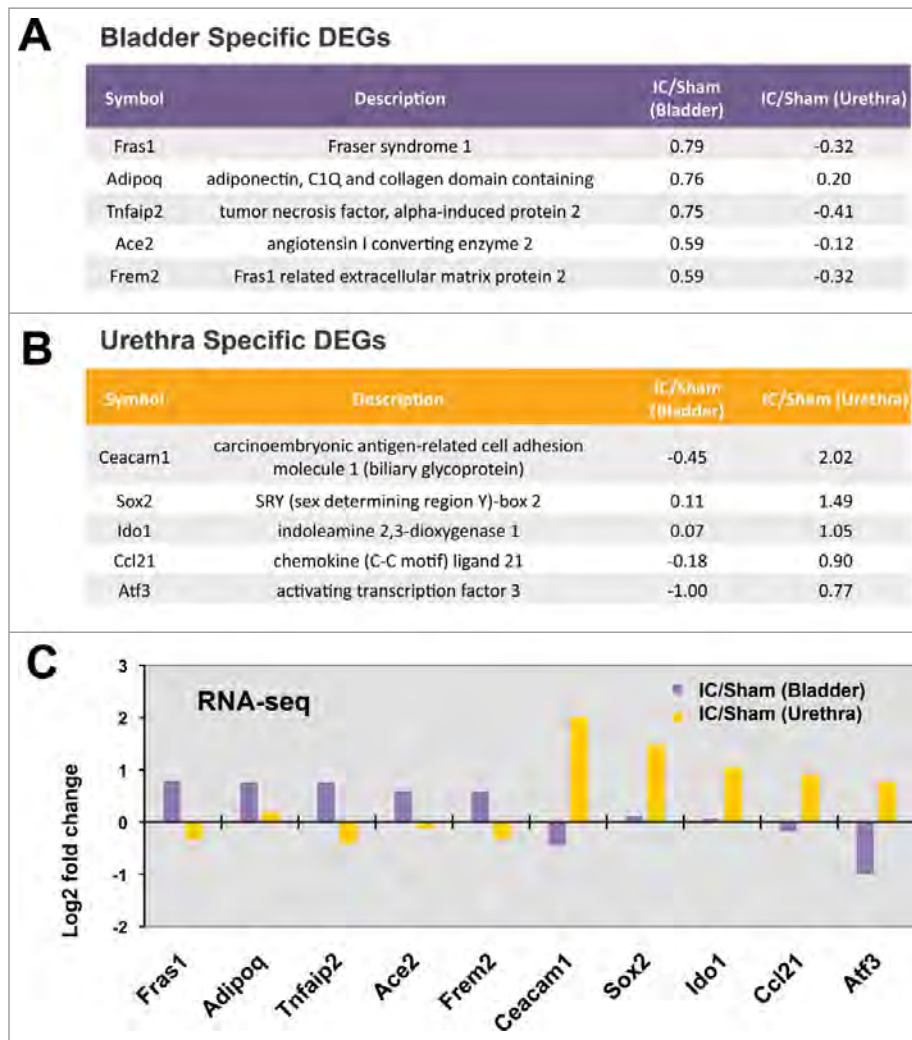 A Bladder Specific DEGs
Symbol Description IC/Sham (Bladder) IC/Sham (Urethra)
Fras1 Fraser syndrome 1 0.79 -0.32
Adipoq adiponectin, C1Q and collagen domain containing 0.76 0.20
Tnfaip2 tumor necrosis factor, alpha-induced protein 2 0.75 -0.41
Ace2 angiotensin I converting enzyme 2 0.59 -0.12
Frem2 Fras1 related extracellular matrix protein 2 0.59 -0.32
B Urethra Specific DEGs
Symbol Description IC/Sham (Bladder) IC/Sham (Urethra)
Ceacam1 carcinoembryonic antigen-related cell adhesion molecule 1 (biliary glycoprotein) -0.45 2.02
Sox2 SRY (sex determining region Y)-box 2 0.11 1.49
Ido1 indoleamine 2,3-dioxygenase 1 0.07 1.05
Ccl21 chemokine (C-C motif) ligand 21 -0.18 0.90
Atf3 activating transcription factor 3 -1.00 0.77
C
RNA-seq
IC/Sham (Bladder)
IC/Sham (Urethra)
Log2 fold change
3
2
1
0
-1
-2
Fras1 Adipoq Tnfaip2 Ace2 Frem2 Ceacam1 Sox2 Ido1 Ccl21 Atf3